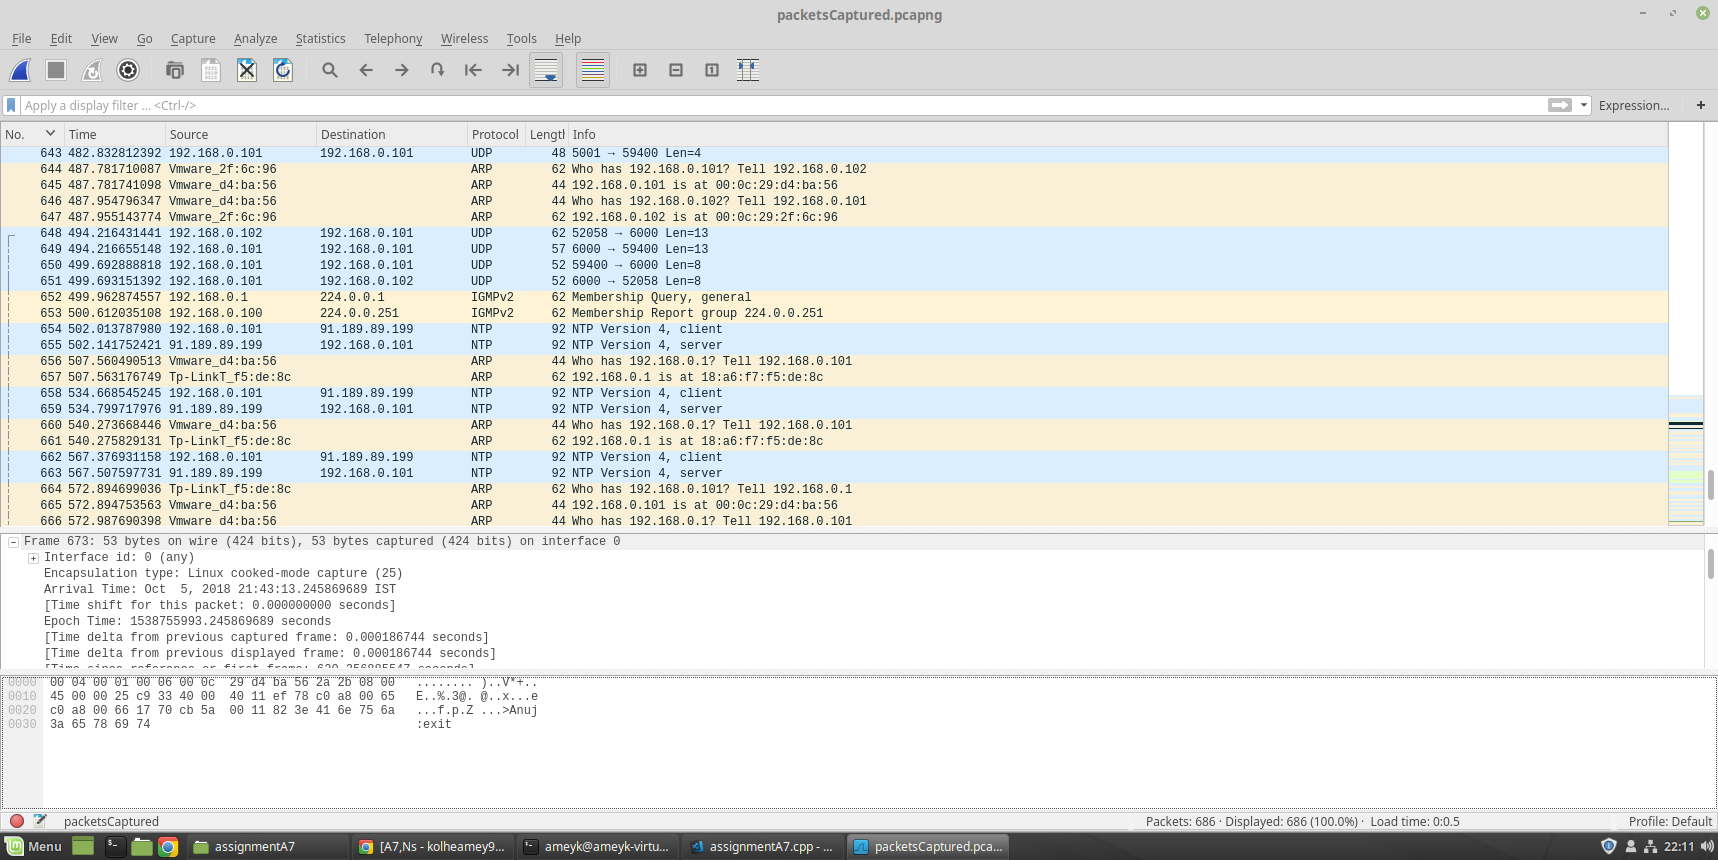 packetsCaptured.pcapng
File Edit View Go Capture Analyze Statistics Telephony Wireless Tools Help
Apply a display filter ... <Ctrl-/> Expression... +
No. Time Source Destination Protocol Length Info
643 482.832812392 192.168.0.101 192.168.0.101 UDP 48 5001 → 59400 Len=4
644 487.781710087 Vmware_2f:6c:96 ARP 62 Who has 192.168.0.101? Tell 192.168.0.102
645 487.781741098 Vmware_d4:ba:56 ARP 44 192.168.0.101 is at 00:0c:29:d4:ba:56
646 487.954796347 Vmware_d4:ba:56 ARP 44 Who has 192.168.0.102? Tell 192.168.0.101
647 487.955143774 Vmware_2f:6c:96 ARP 62 192.168.0.102 is at 00:0c:29:2f:6c:96
648 494.216431441 192.168.0.102 192.168.0.101 UDP 62 52058 → 6000 Len=13
649 494.216655148 192.168.0.101 192.168.0.101 UDP 57 6000 → 59400 Len=13
650 499.692888818 192.168.0.101 192.168.0.101 UDP 52 59400 → 6000 Len=8
651 499.693151392 192.168.0.101 192.168.0.102 UDP 52 6000 → 52058 Len=8
652 499.962874557 192.168.0.1 224.0.0.1 IGMPv2 62 Membership Query, general
653 500.612035108 192.168.0.100 224.0.0.251 IGMPv2 62 Membership Report group 224.0.0.251
654 502.013787980 192.168.0.101 91.189.89.199 NTP 92 NTP Version 4, client
655 502.141752421 91.189.89.199 192.168.0.101 NTP 92 NTP Version 4, server
656 507.560490513 Vmware_d4:ba:56 ARP 44 Who has 192.168.0.1? Tell 192.168.0.101
657 507.563176749 Tp-LinkT_f5:de:8c ARP 62 192.168.0.1 is at 18:a6:f7:f5:de:8c
658 534.668545245 192.168.0.101 91.189.89.199 NTP 92 NTP Version 4, client
659 534.799717976 91.189.89.199 192.168.0.101 NTP 92 NTP Version 4, server
660 540.273668446 Vmware_d4:ba:56 ARP 44 Who has 192.168.0.1? Tell 192.168.0.101
661 540.275829131 Tp-LinkT_f5:de:8c ARP 62 192.168.0.1 is at 18:a6:f7:f5:de:8c
662 567.376931158 192.168.0.101 91.189.89.199 NTP 92 NTP Version 4, client
663 567.507597731 91.189.89.199 192.168.0.101 NTP 92 NTP Version 4, server
664 572.894699036 Tp-LinkT_f5:de:8c ARP 62 Who has 192.168.0.101? Tell 192.168.0.1
665 572.894753563 Vmware_d4:ba:56 ARP 44 192.168.0.101 is at 00:0c:29:d4:ba:56
666 572.987690398 Vmware_d4:ba:56 ARP 44 Who has 192.168.0.1? Tell 192.168.0.101
Frame 673: 53 bytes on wire (424 bits), 53 bytes captured (424 bits) on interface 0
Interface id: 0 (any)
Encapsulation type: Linux cooked-mode capture (25)
Arrival Time: Oct  5, 2018 21:43:13.245869689 IST
[Time shift for this packet: 0.000000000 seconds]
Epoch Time: 1538755993.245869689 seconds
[Time delta from previous captured frame: 0.000186744 seconds]
[Time delta from previous displayed frame: 0.000186744 seconds]
[Time since reference or first frame: 620.256885547 seconds]
0000 00 04 00 01 00 06 00 0c 29 d4 ba 56 2a 2b 08 00 ........ )..V*+..
0010 45 00 00 25 c9 33 40 00 40 11 ef 78 c0 a8 00 65 E..%.3@. @..x...e
0020 c0 a8 00 66 17 70 cb 5a 00 11 82 3e 41 6e 75 6a ...f.p.Z ...>Anuj
0030 3a 65 78 69 74 :exit
packetsCaptured Packets: 686 · Displayed: 686 (100.0%) · Load time: 0:0.5 Profile: Default
Menu assignmentA7 [A7,Ns - kolheamey9... ameyk@ameyk-virtu... assignmentA7.cpp - ... packetsCaptured.pca... 22:11